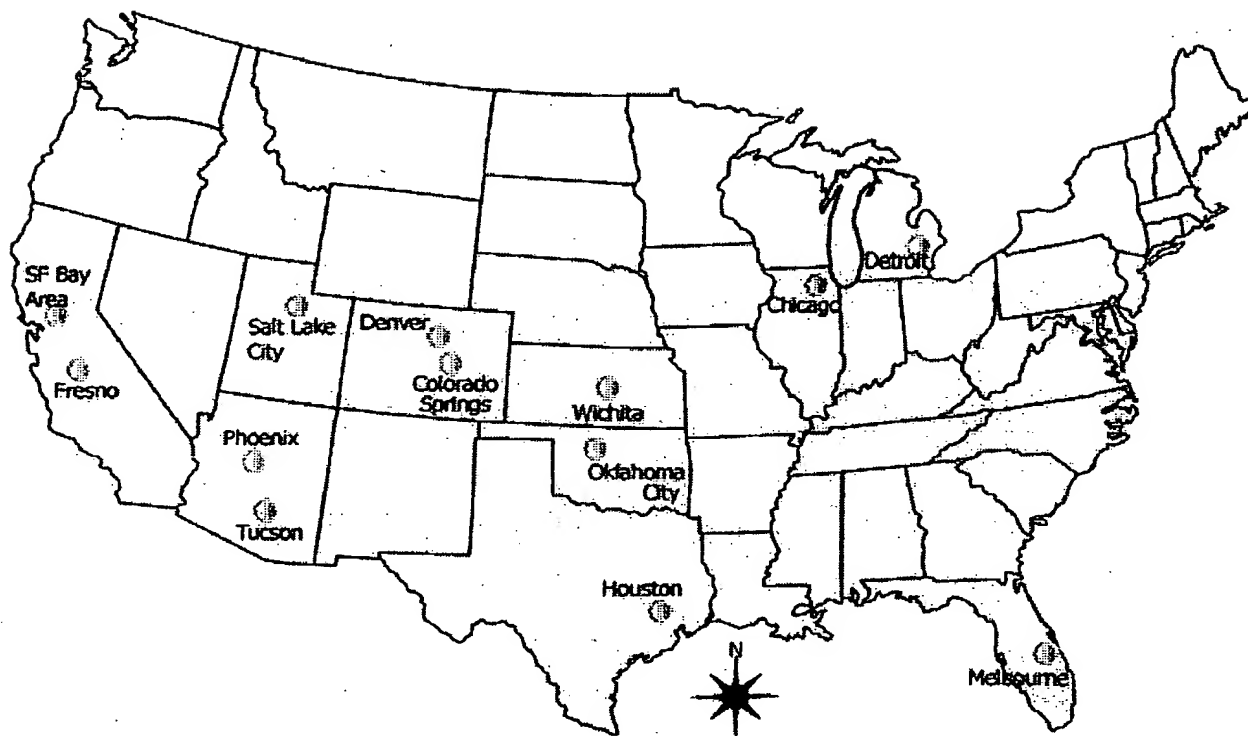 Detroit
SF Bay
Area
Chicago
Salt Lake
City
Denver
Colorado
Springs
Fresno
Wichita
Phoenix
Oklahoma
City
Tucson
Houston
N
Melbourne